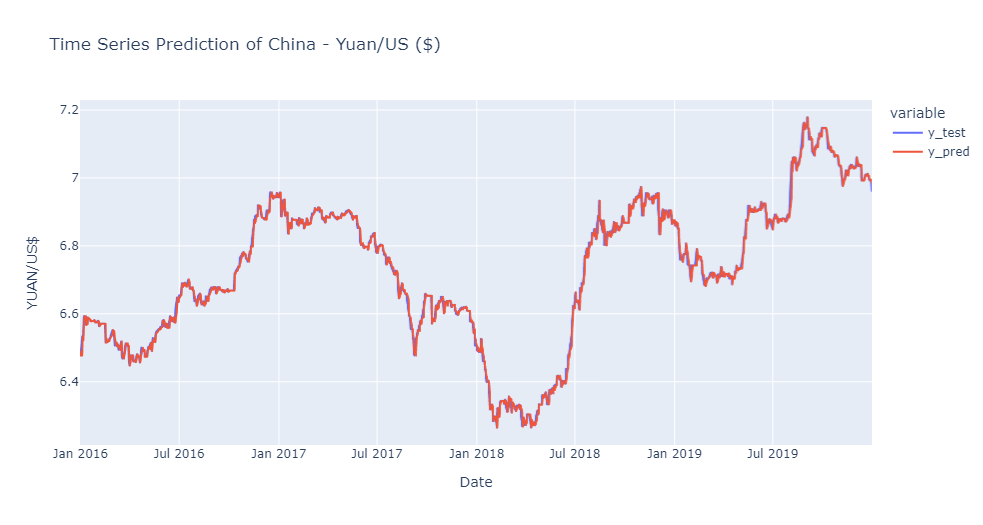 Time Series Prediction of China - Yuan/US ($)
variable
y_test
y_pred
YUAN/US$
7.2
7
6.8
6.6
6.4
Jan 2016
Jul 2016
Jan 2017
Jul 2017
Jan 2018
Jul 2018
Jan 2019
Jul 2019
Date